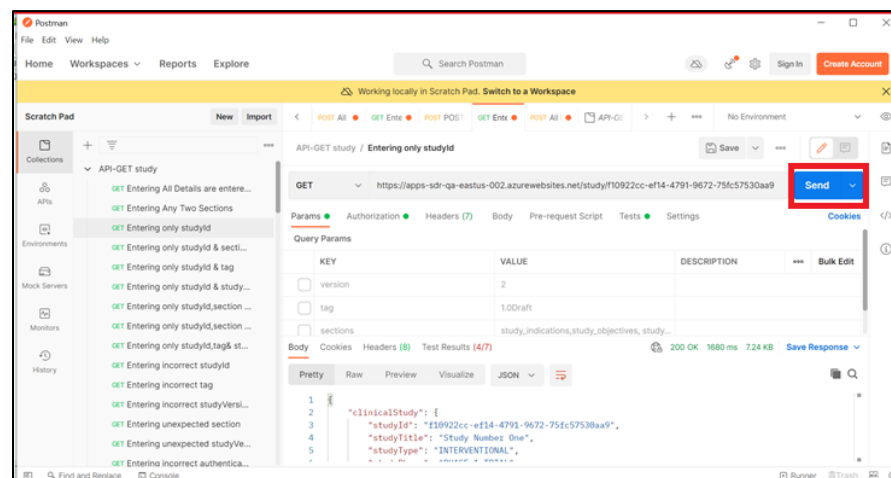 Postman
File Edit View Help
Home Workspaces Reports Explore
Search Postman
Sign In Create Account
Working locally in Scratch Pad. Switch to a Workspace
Scratch Pad New Import
POST All GET Ente POST POST GET Ente POST All API-GE No Environment
Collections
APIs
Environments
Mock Servers
Monitors
History
API-GET study
GET Entering All Details are entere...
GET Entering Any Two Sections
GET Entering only studyId
GET Entering only studyId & secti...
GET Entering only studyId & tag
GET Entering only studyId & study...
GET Entering only studyId,section ...
GET Entering only studyId,section ...
GET Entering only studyId,tag& st...
GET Entering incorrect studyId
GET Entering incorrect tag
GET Entering incorrect studyVersi...
GET Entering unexpected section
GET Entering unexpected studyVe...
GET Entering incorrect authentica...
API-GET study / Entering only studyId Save
GET https://apps-sdr-qa-eastus-002.azurewebsites.net/study/f10922cc-ef14-4791-9672-75fc57530aa9 Send
Params Authorization Headers (7) Body Pre-request Script Tests Settings Cookies
Query Params
KEY VALUE DESCRIPTION Bulk Edit
version 2
tag 1.0Draft
sections study_indications,study_objectives, study...
Body Cookies Headers (8) Test Results (4/7) 200 OK 1680 ms 7.24 KB Save Response
Pretty Raw Preview Visualize JSON
1 {
2 "clinicalStudy": {
3 "studyId": "f10922cc-ef14-4791-9672-75fc57530aa9",
4 "studyTitle": "Study Number One",
5 "studyType": "INTERVENTIONAL",
Find and Replace Console Runner Trash